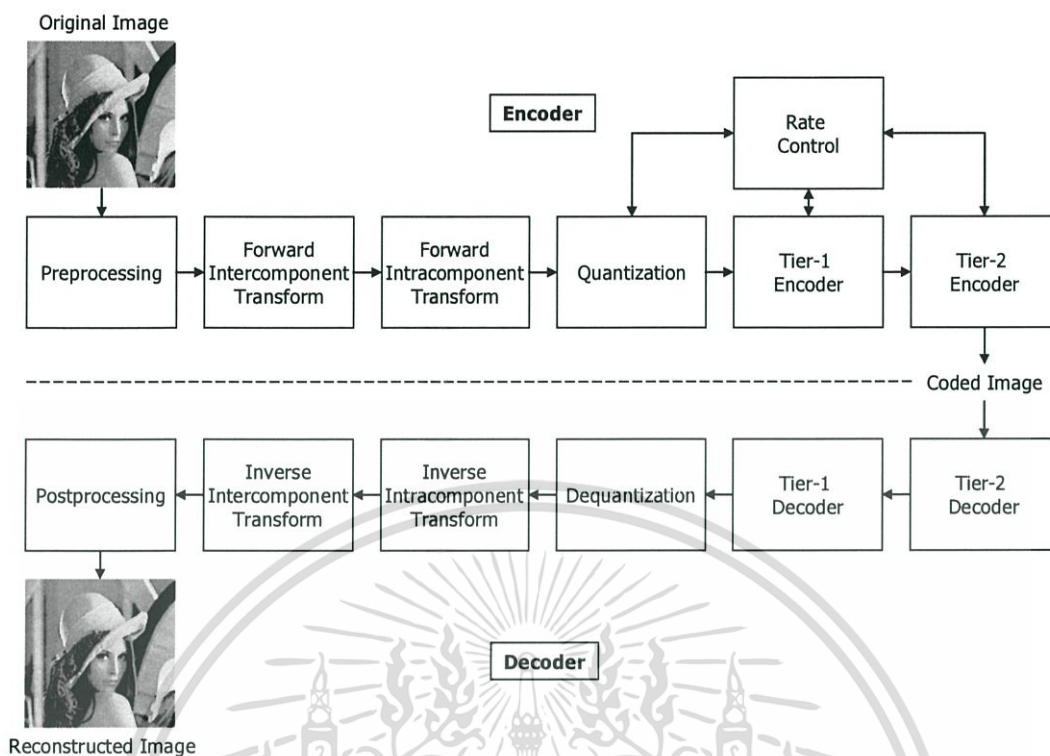 Original Image
Encoder
Rate
Control
Preprocessing
Forward
Intercomponent
Transform
Forward
Intracomponent
Transform
Quantization
Tier-1
Encoder
Tier-2
Encoder
Coded Image
Postprocessing
Inverse
Intercomponent
Transform
Inverse
Intracomponent
Transform
Dequantization
Tier-1
Decoder
Tier-2
Decoder
Decoder
Reconstructed Image